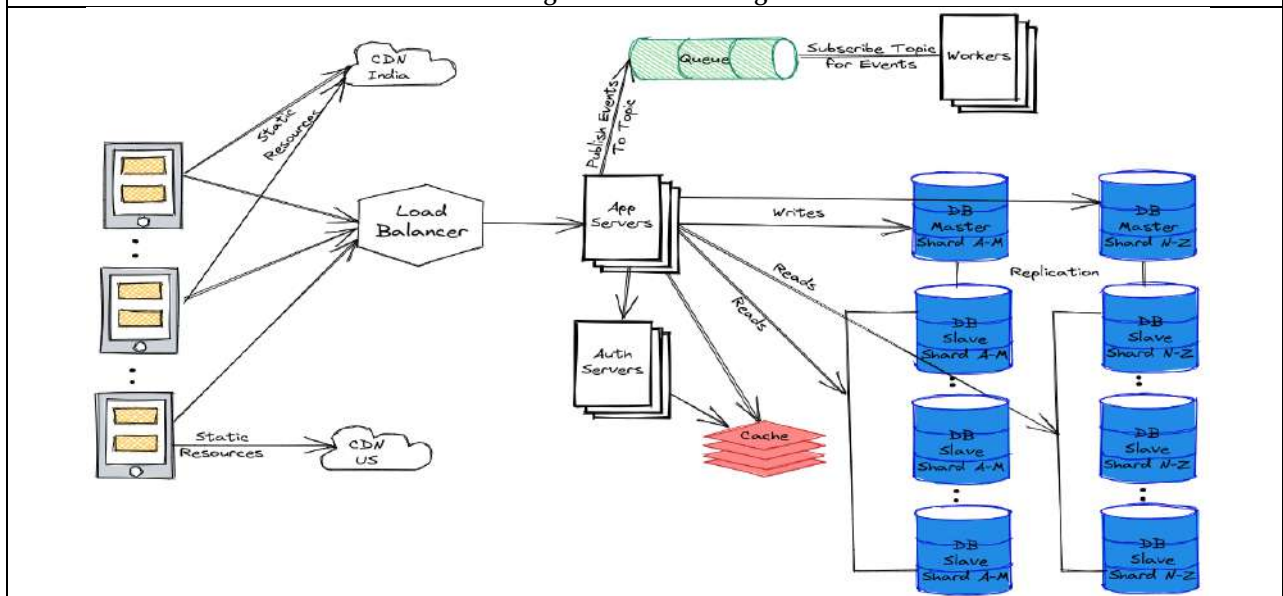 CDN
India
Static
Resources
Queue
Subscribe Topic
for Events
Workers
Publish Events
To Topic
Load
Balancer
App
Servers
Writes
DB
Master
Shard A-M
DB
Master
Shard N-Z
Replication
Reads
Reads
DB
Slave
Shard A-M
DB
Slave
Shard N-Z
Auth
Servers
Cache
DB
Slave
Shard A-M
DB
Slave
Shard N-Z
Static
Resources
CDN
US
DB
Slave
Shard A-M
DB
Slave
Shard N-Z